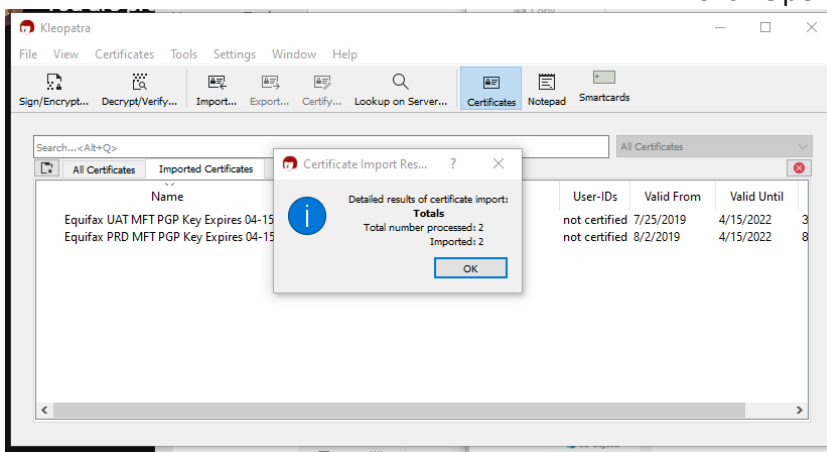 Kleopatra
File View Certificates Tools Settings Window Help
Sign/Encrypt... Decrypt/Verify... Import... Export... Certify... Lookup on Server... Certificates Notepad Smartcards
Search...<Alt+Q> All Certificates
All Certificates Imported Certificates
Certificate Import Res... ? ×
Name User-IDs Valid From Valid Until
Detailed results of certificate import:
Totals
Total number processed: 2
Imported: 2
OK
Equifax UAT MFT PGP Key Expires 04-15 not certified 7/25/2019 4/15/2022 3
Equifax PRD MFT PGP Key Expires 04-15 not certified 8/2/2019 4/15/2022 8